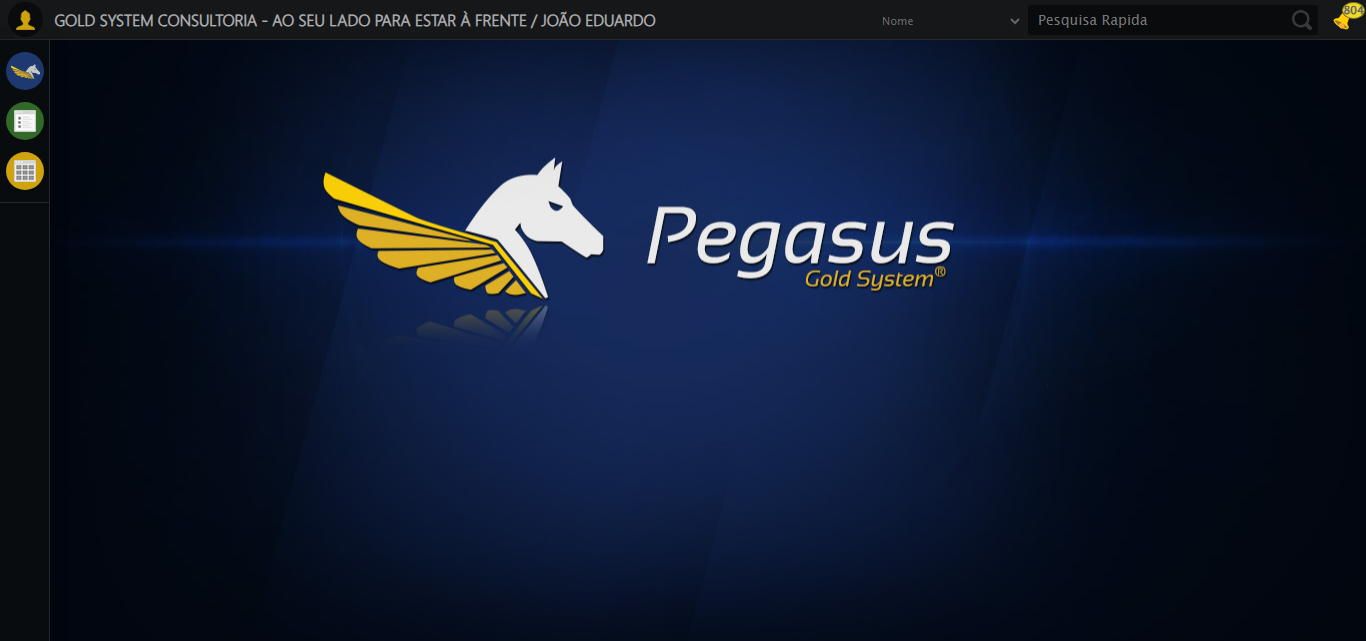 GOLD SYSTEM CONSULTORIA - AO SEU LADO PARA ESTAR À FRENTE / JOÃO EDUARDO
Nome
Pesquisa Rapida
804
Pegasus
Gold System®